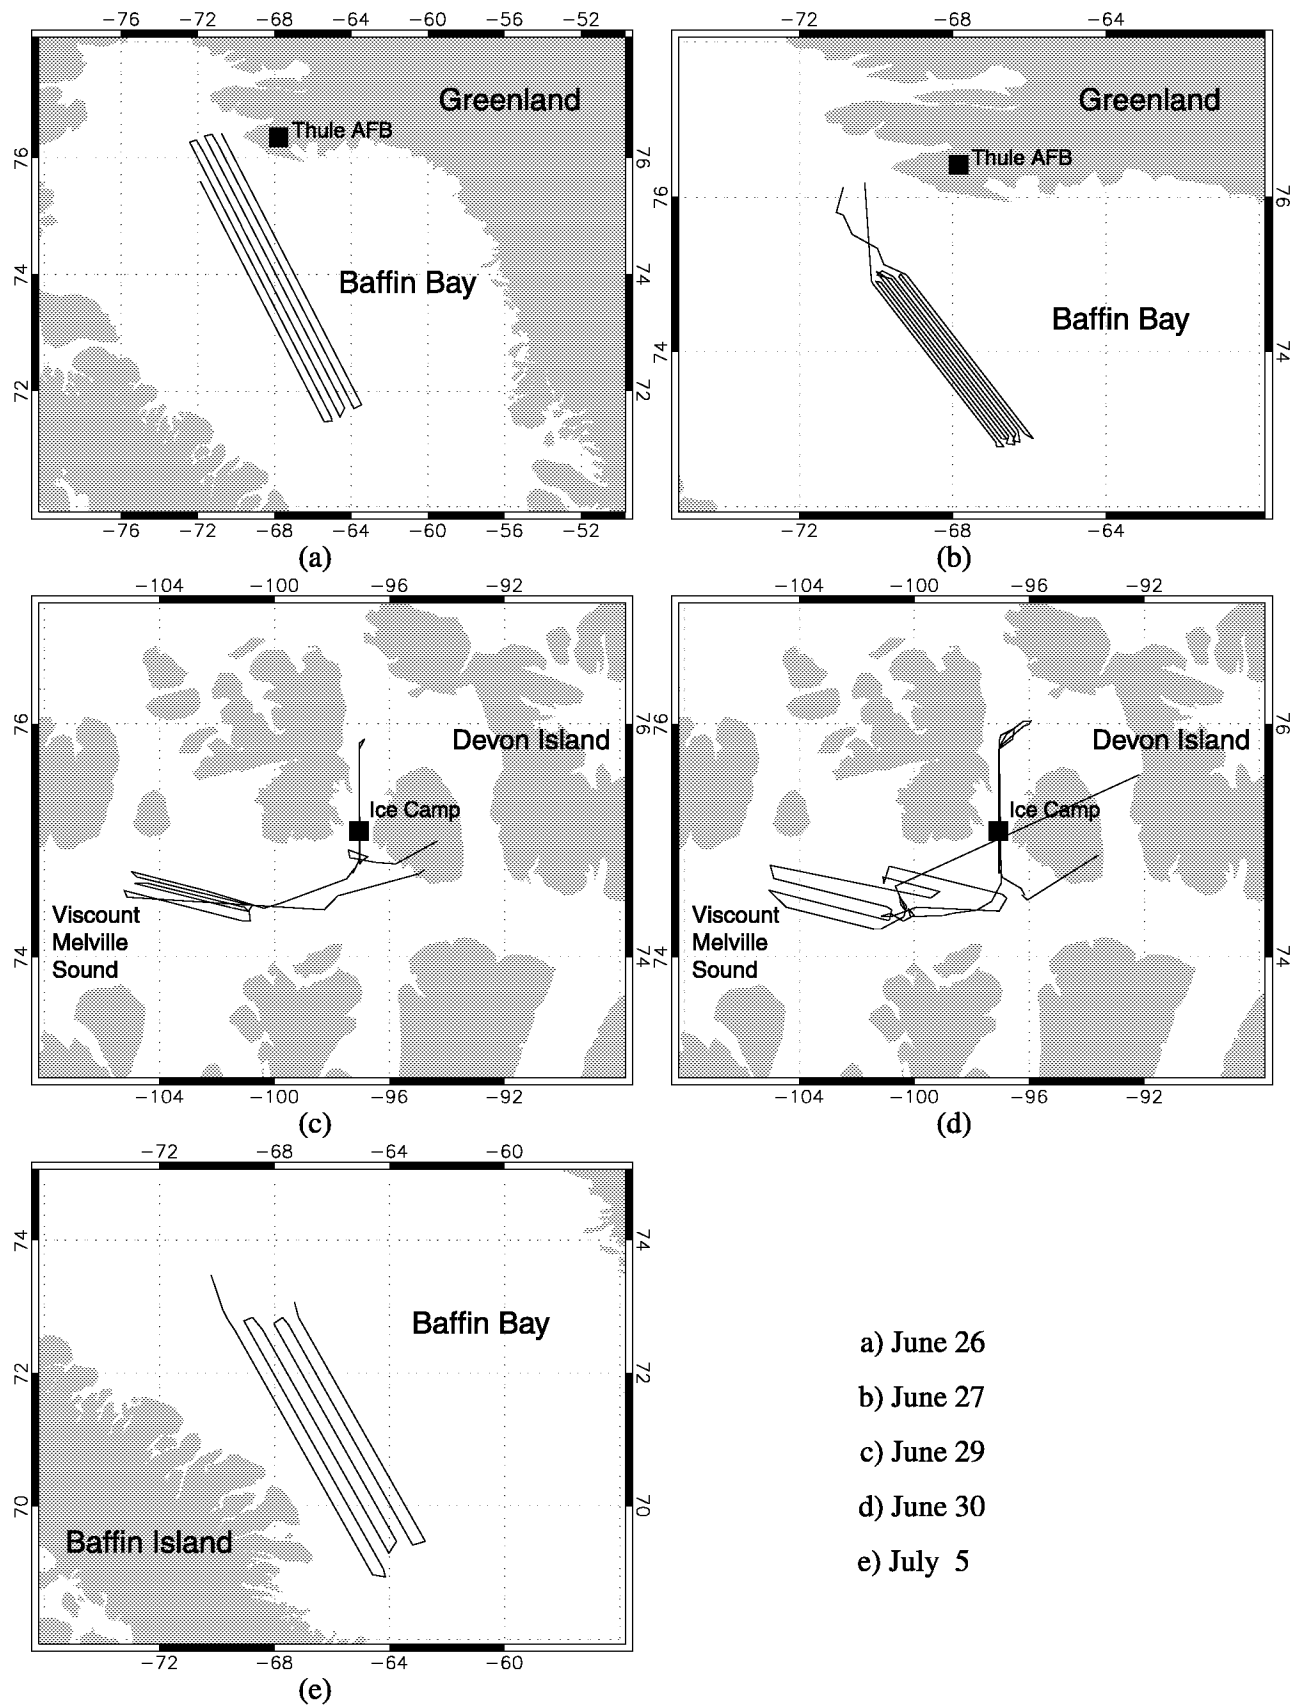 −76 −72 −68 −64 −60 −56 −52
Greenland
Thule AFB
76 76
Baffin Bay
74 74
72 72
−76 −72 −68 −64 −60 −56 −52
(a)
−72 −68 −64
Greenland
Thule AFB
76 76
Baffin Bay
74 74
−72 −68 −64
(b)
−104 −100 −96 −92
76 76
Devon Island
Ice Camp
Viscount
Melville
Sound
74 74
−104 −100 −96 −92
(c)
−104 −100 −96 −92
76 76
Devon Island
Ice Camp
Viscount
Melville
Sound
74 74
−104 −100 −96 −92
(d)
−72 −68 −64 −60
74 74
Baffin Bay
72 72
70 70
Baffin Island
−72 −68 −64 −60
(e)
a) June 26
b) June 27
c) June 29
d) June 30
e) July 5